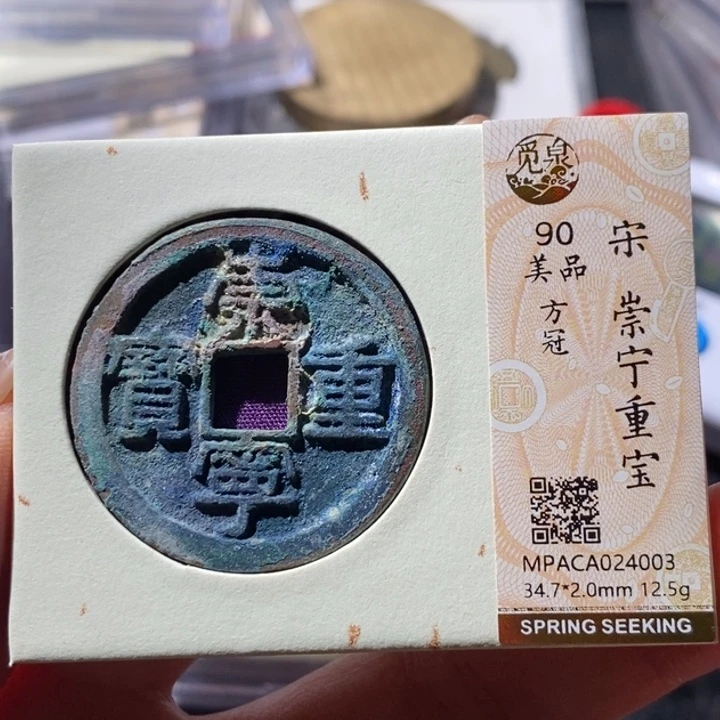 崇
寧
重
寶
觅泉
90
美品
方冠
宋 崇宁重宝
MPACA024003
34.7*2.0mm 12.5g
SPRING SEEKING